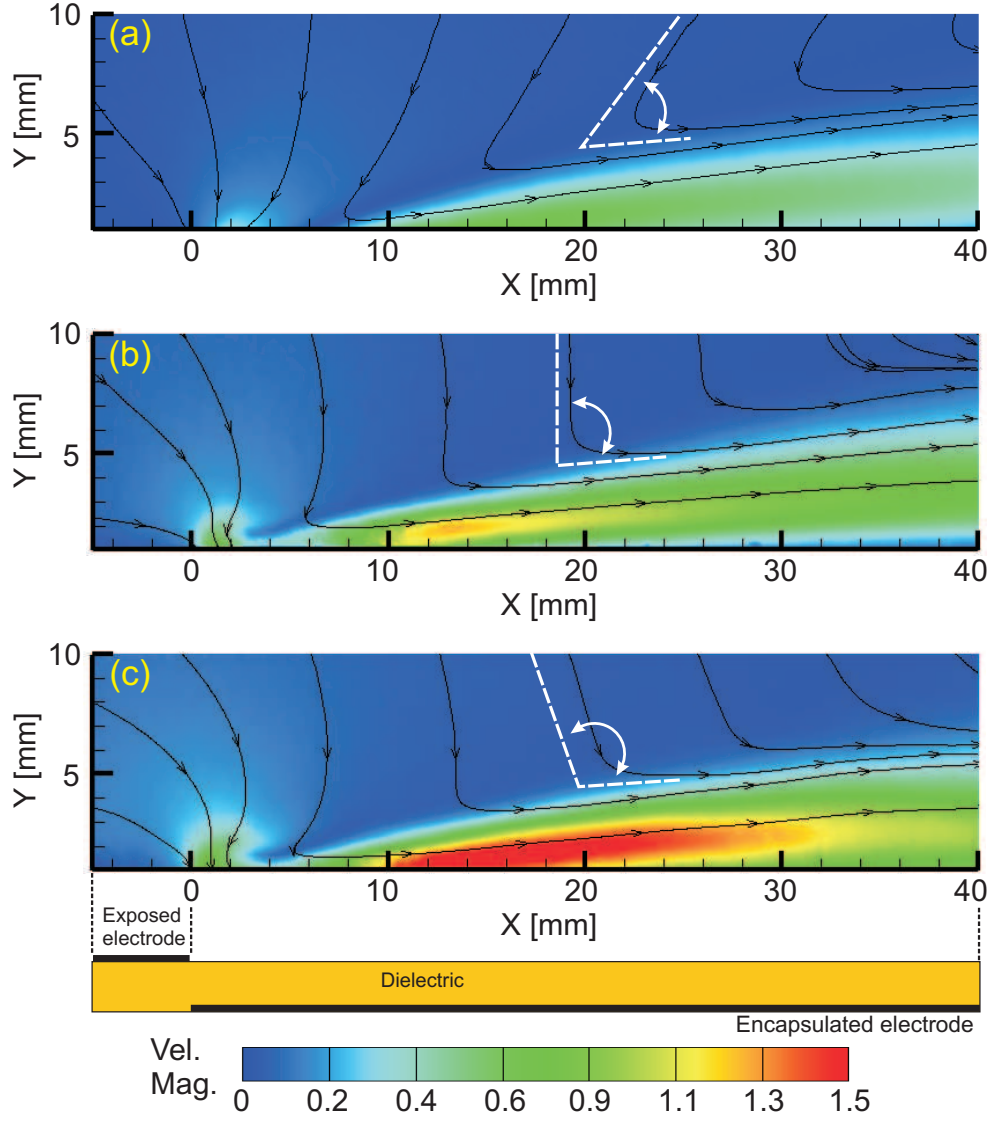 (a)
10
5
Y [mm]
0 10 20 30 40
X [mm]
(b)
10
5
Y [mm]
0 10 20 30 40
X [mm]
(c)
10
5
Y [mm]
0 10 20 30 40
X [mm]
Exposed
electrode
Dielectric
Encapsulated electrode
Vel.
Mag.
0 0.2 0.4 0.6 0.9 1.1 1.3 1.5